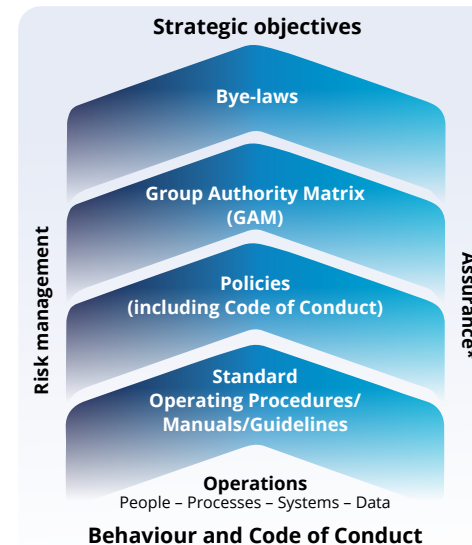 Strategic objectives
Bye-laws
Group Authority Matrix
(GAM)
Risk management
Assurance*
Policies
(including Code of Conduct)
Standard
Operating Procedures/
Manuals/Guidelines
Operations
People – Processes – Systems – Data
Behaviour and Code of Conduct